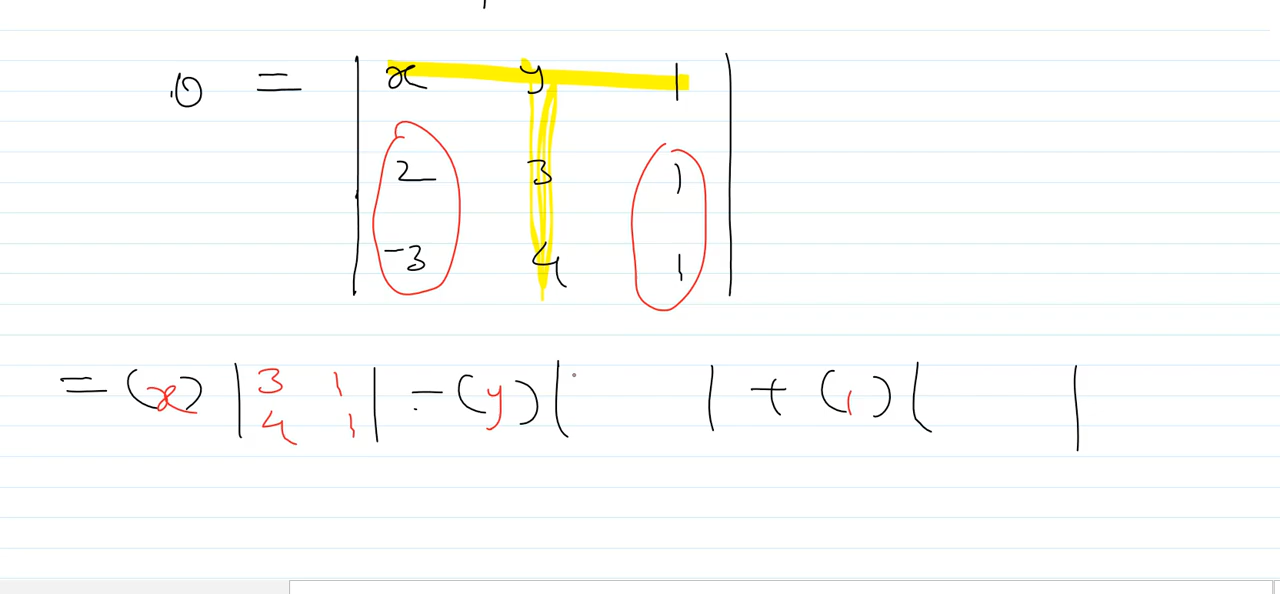 0 = | x y 1 |
| 2 3 1 |
| -3 4 1 |
= (x) | 3 1 | - (y) | | + (1) | |
4 1